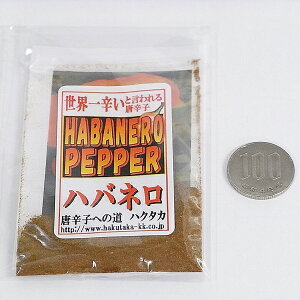 世界一辛いと言われる唐辛子
HABANERO
PEPPER
ハバネロ
唐辛子への道 ハクタカ
http://www.hakutaka-kk.co.jp/
100